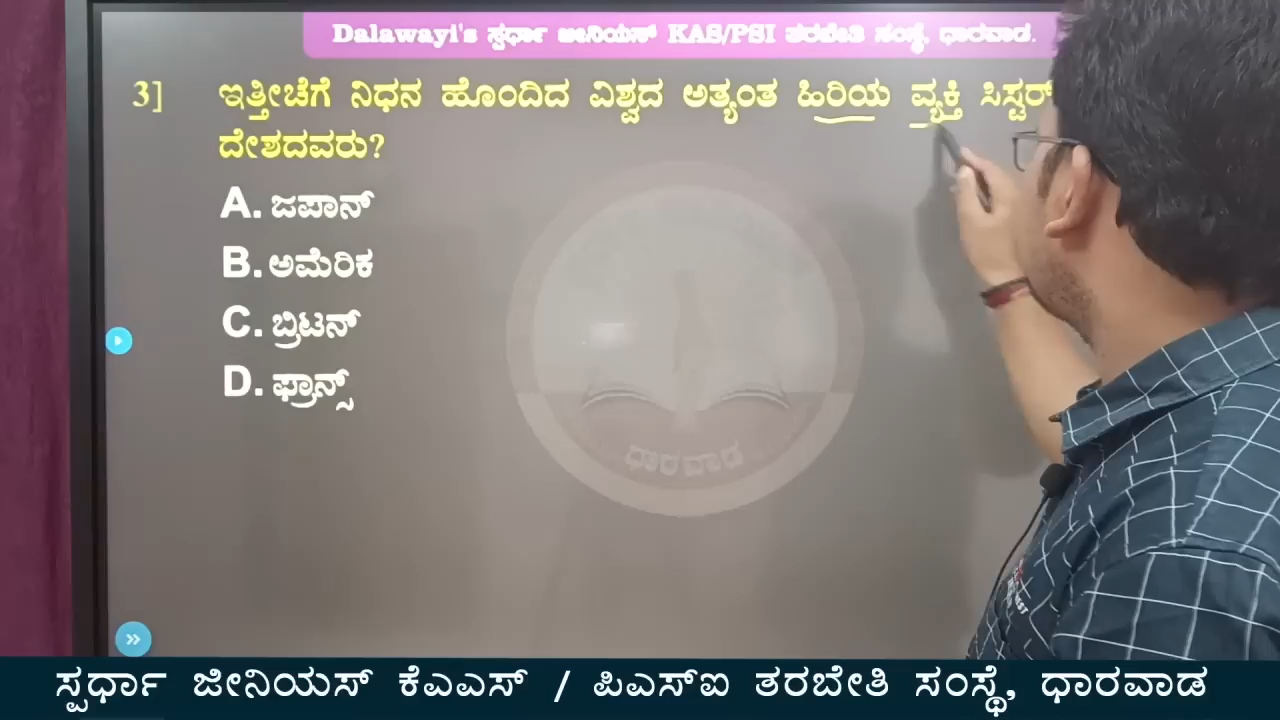 Dalawayi's ಸ್ಪರ್ಧಾ ಜೀನಿಯಸ್ KAS/PSI ತರಬೇತಿ ಸಂಸ್ಥೆ, ಧಾರವಾಡ.
3] ಇತ್ತೀಚೆಗೆ ನಿಧನ ಹೊಂದಿದ ವಿಶ್ವದ ಅತ್ಯಂತ ಹಿರಿಯ ವ್ಯಕ್ತಿ ಸಿಸ್ಟರ್
ದೇಶದವರು?
A. ಜಪಾನ್
B. ಅಮೆರಿಕ
C. ಬ್ರಿಟನ್
D. ಫ್ರಾನ್ಸ್
ಧಾರವಾಡ
ಸ್ಪರ್ಧಾ ಜೀನಿಯಸ್ ಕೆಎಎಸ್ / ಪಿಎಸ್ಐ ತರಬೇತಿ ಸಂಸ್ಥೆ, ಧಾರವಾಡ